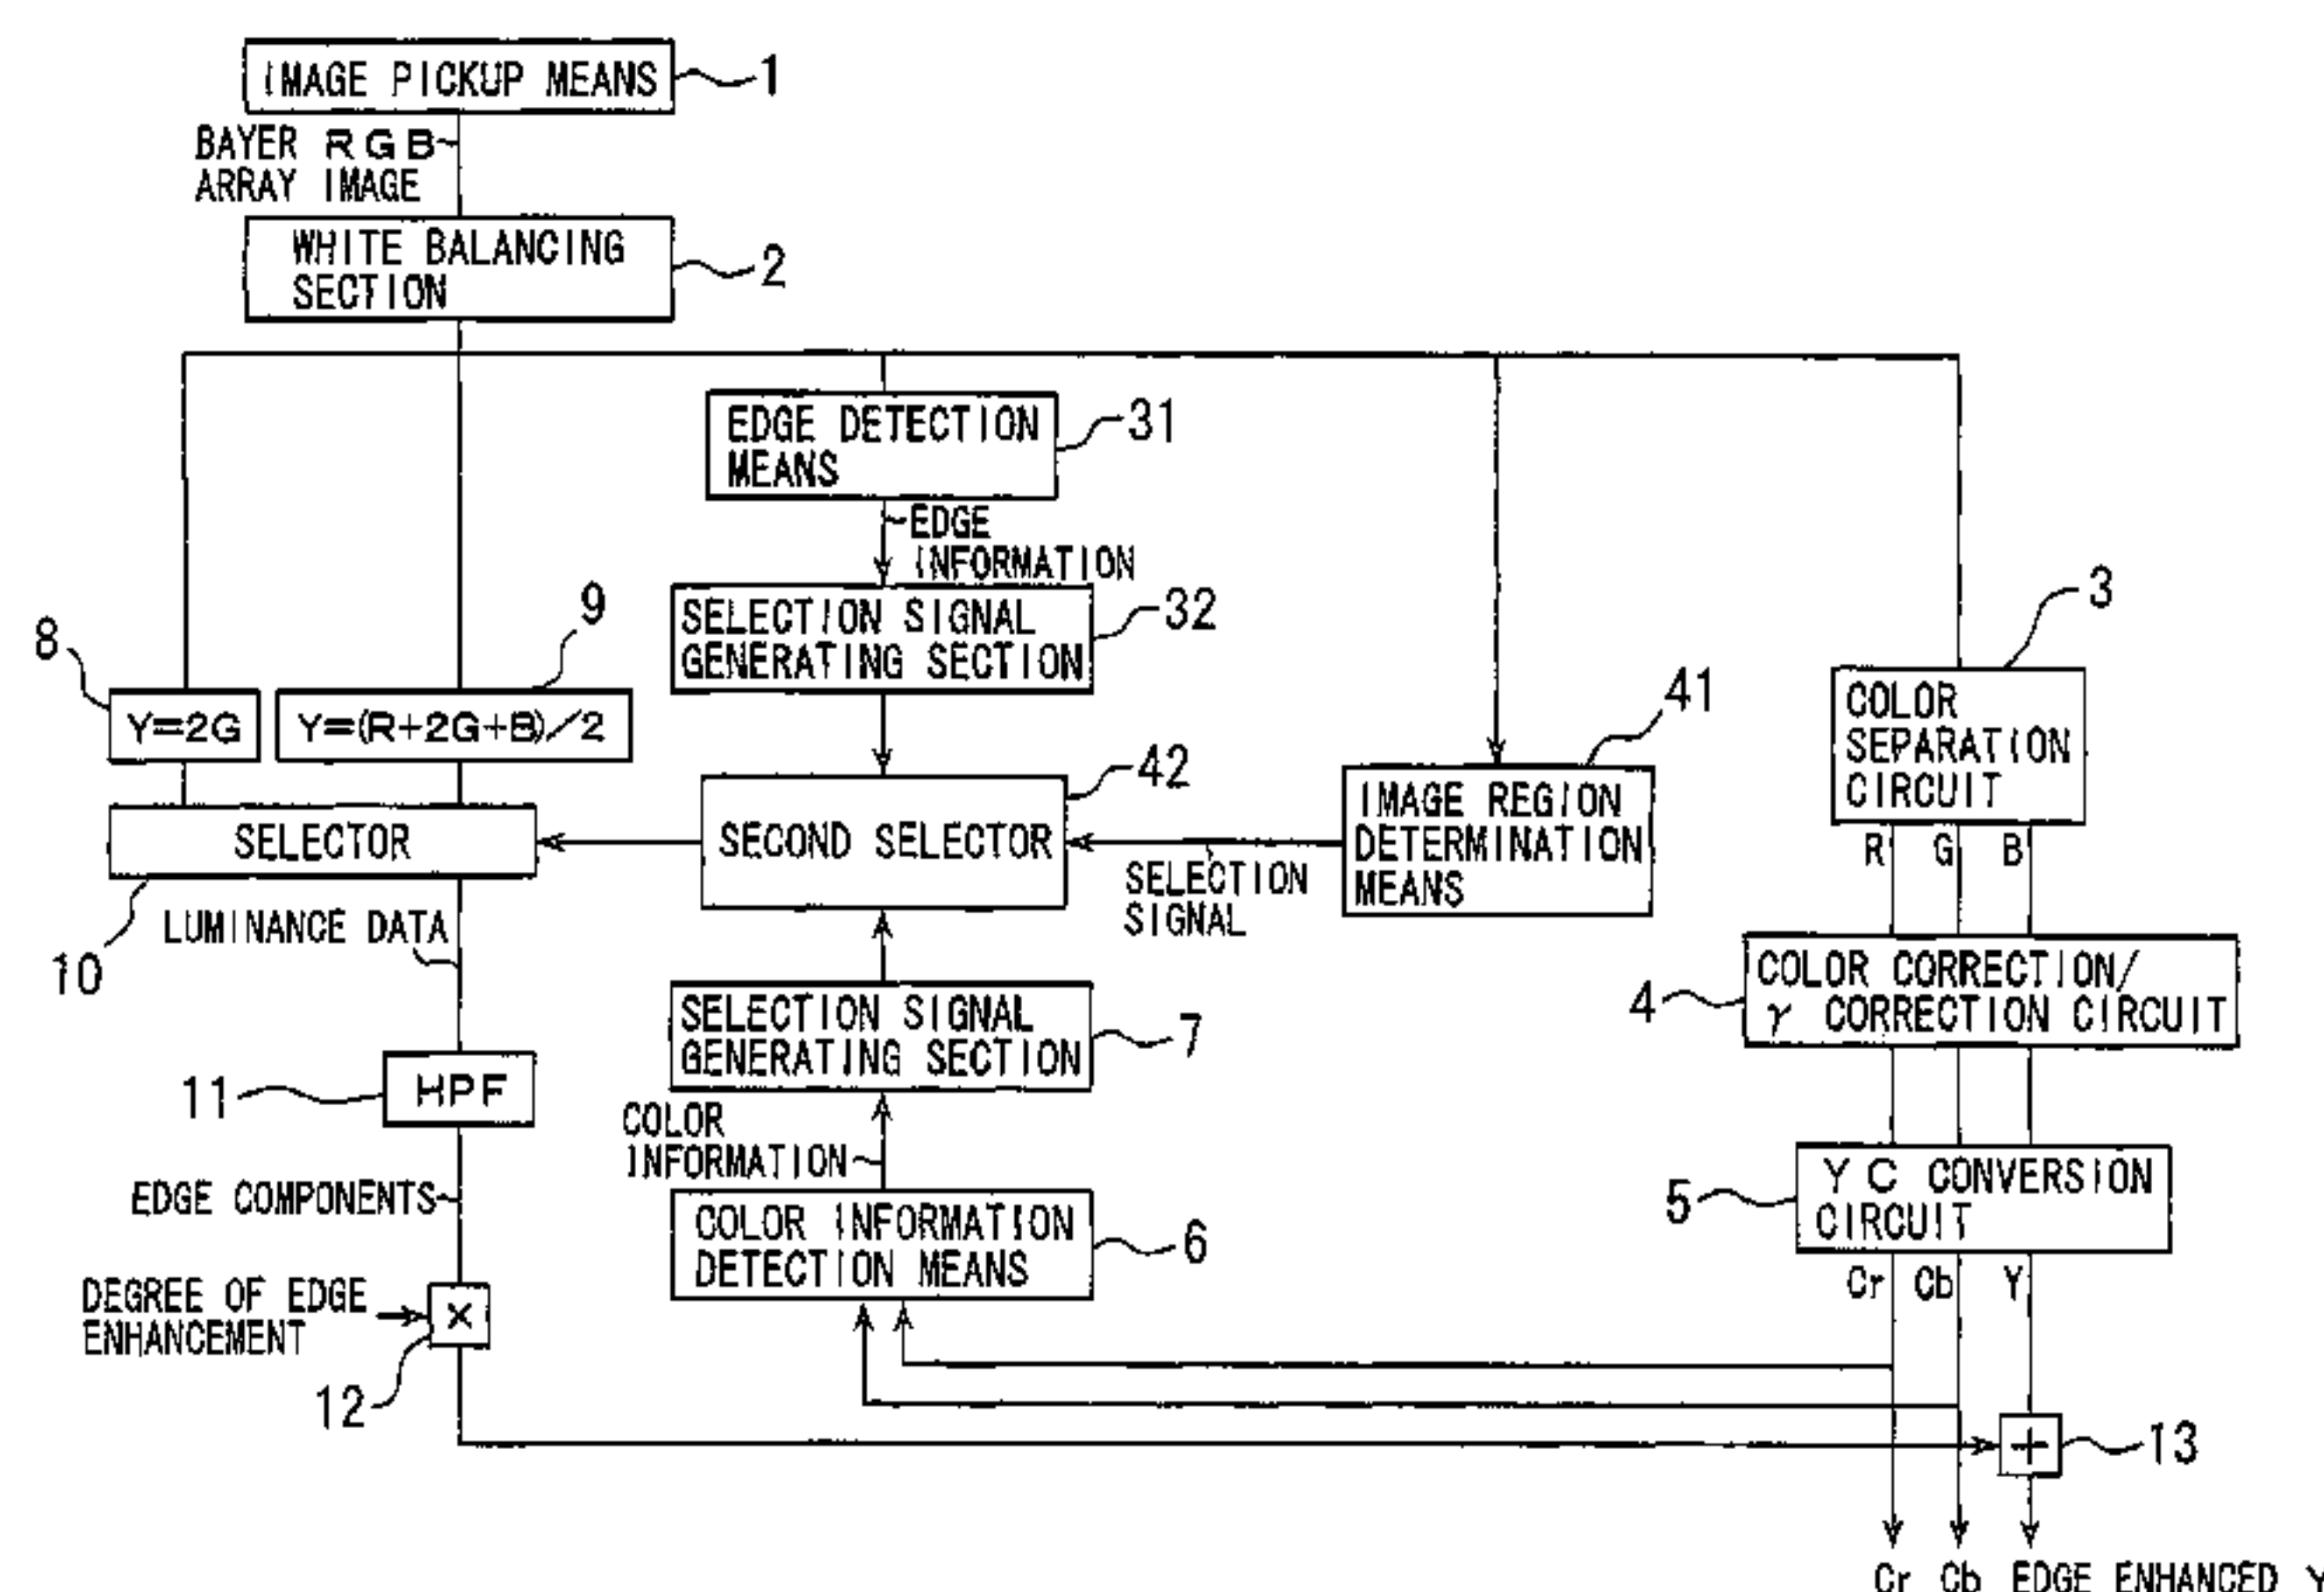 IMAGE PICKUP MEANS
1
BAYER RGB
ARRAY IMAGE
WHITE BALANCING
SECTION
2
EDGE DETECTION
MEANS
31
EDGE
INFORMATION
SELECTION SIGNAL
GENERATING SECTION
32
8
9
Y=2G
Y=(R+2G+B)/2
3
COLOR
SEPARATION
CIRCUIT
R G B
41
IMAGE REGION
DETERMINATION
MEANS
42
SECOND SELECTOR
SELECTION
SIGNAL
SELECTOR
10
LUMINANCE DATA
SELECTION SIGNAL
GENERATING SECTION
7
4
COLOR CORRECTION/
γ CORRECTION CIRCUIT
11
HPF
COLOR
INFORMATION
EDGE COMPONENTS
COLOR INFORMATION
DETECTION MEANS
6
5
YC CONVERSION
CIRCUIT
Cr Cb Y
DEGREE OF EDGE
ENHANCEMENT
×
12
+
13
Cr Cb EDGE ENHANCED Y